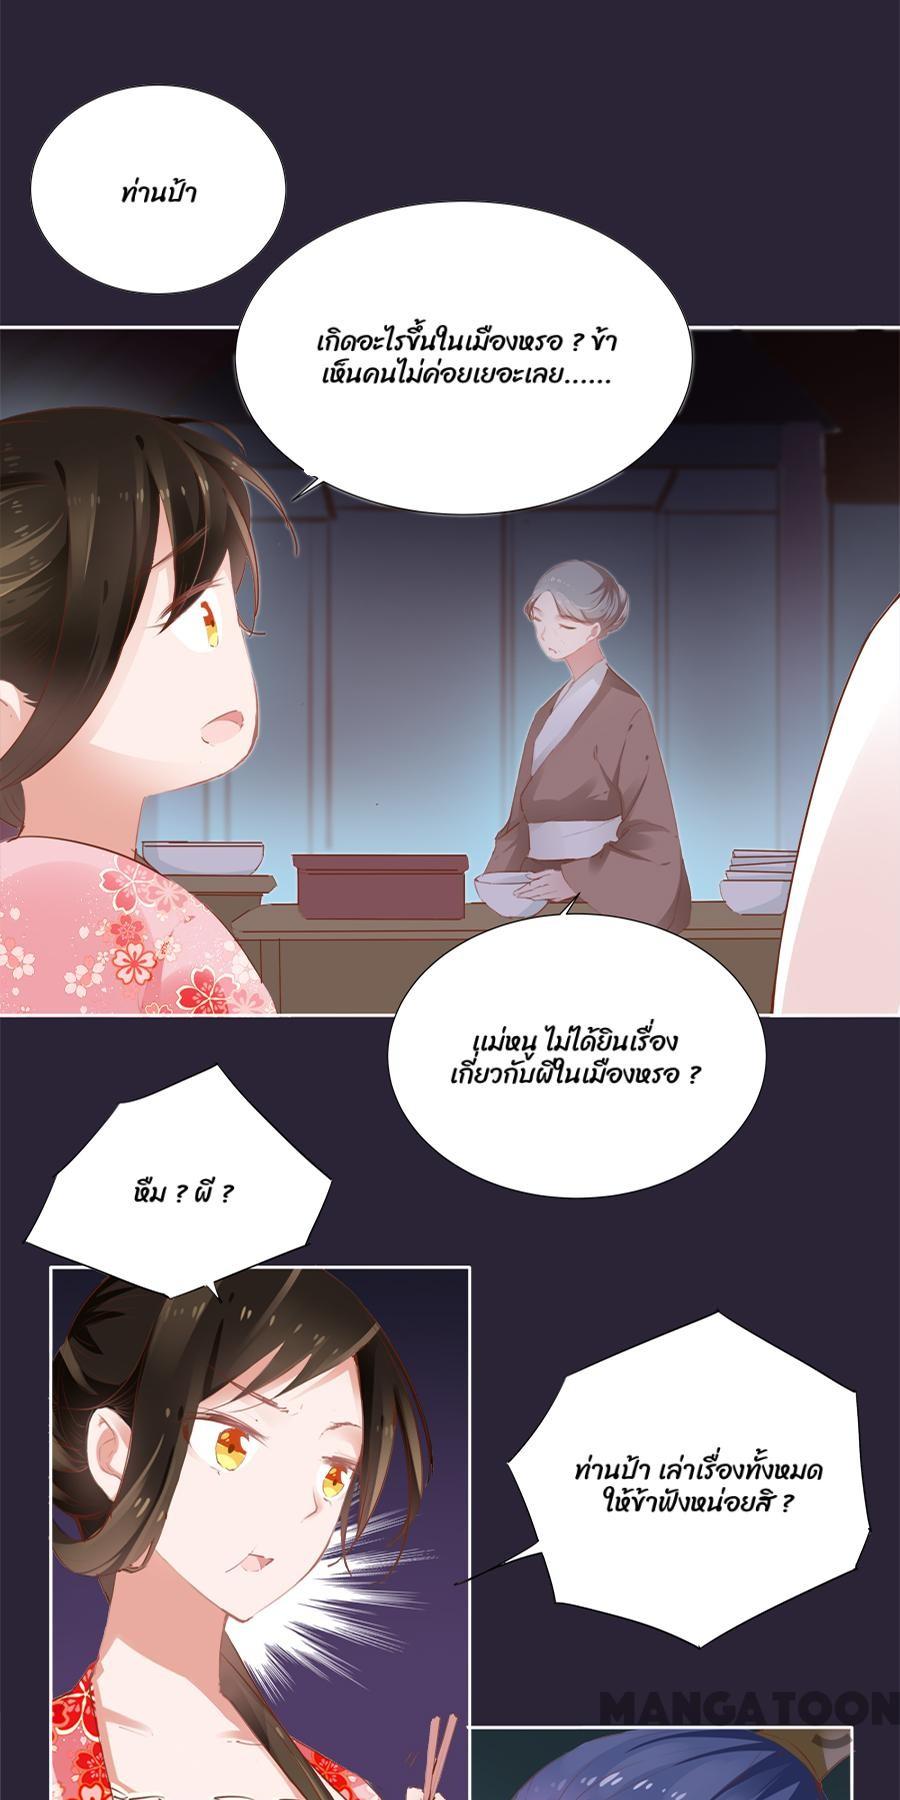 ท่านป้า
เกิดอะไรขึ้นในเมืองหรอ ? ข้า
เห็นคนไม่ค่อยเยอะเลย......
แม่หนู ไม่ได้ยินเรื่อง
เกี่ยวกับผีในเมืองหรอ ?
หืม ? ผี ?
ท่านป้า เล่าเรื่องทั้งหมด
ให้ข้าฟังหน่อยสิ ?
MANGATOON